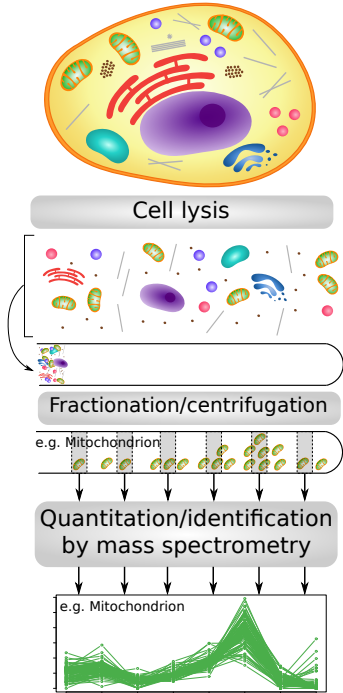 Cell lysis
Fractionation/centrifugation
e.g. Mitochondrion
Quantitation/identification
by mass spectrometry
e.g. Mitochondrion